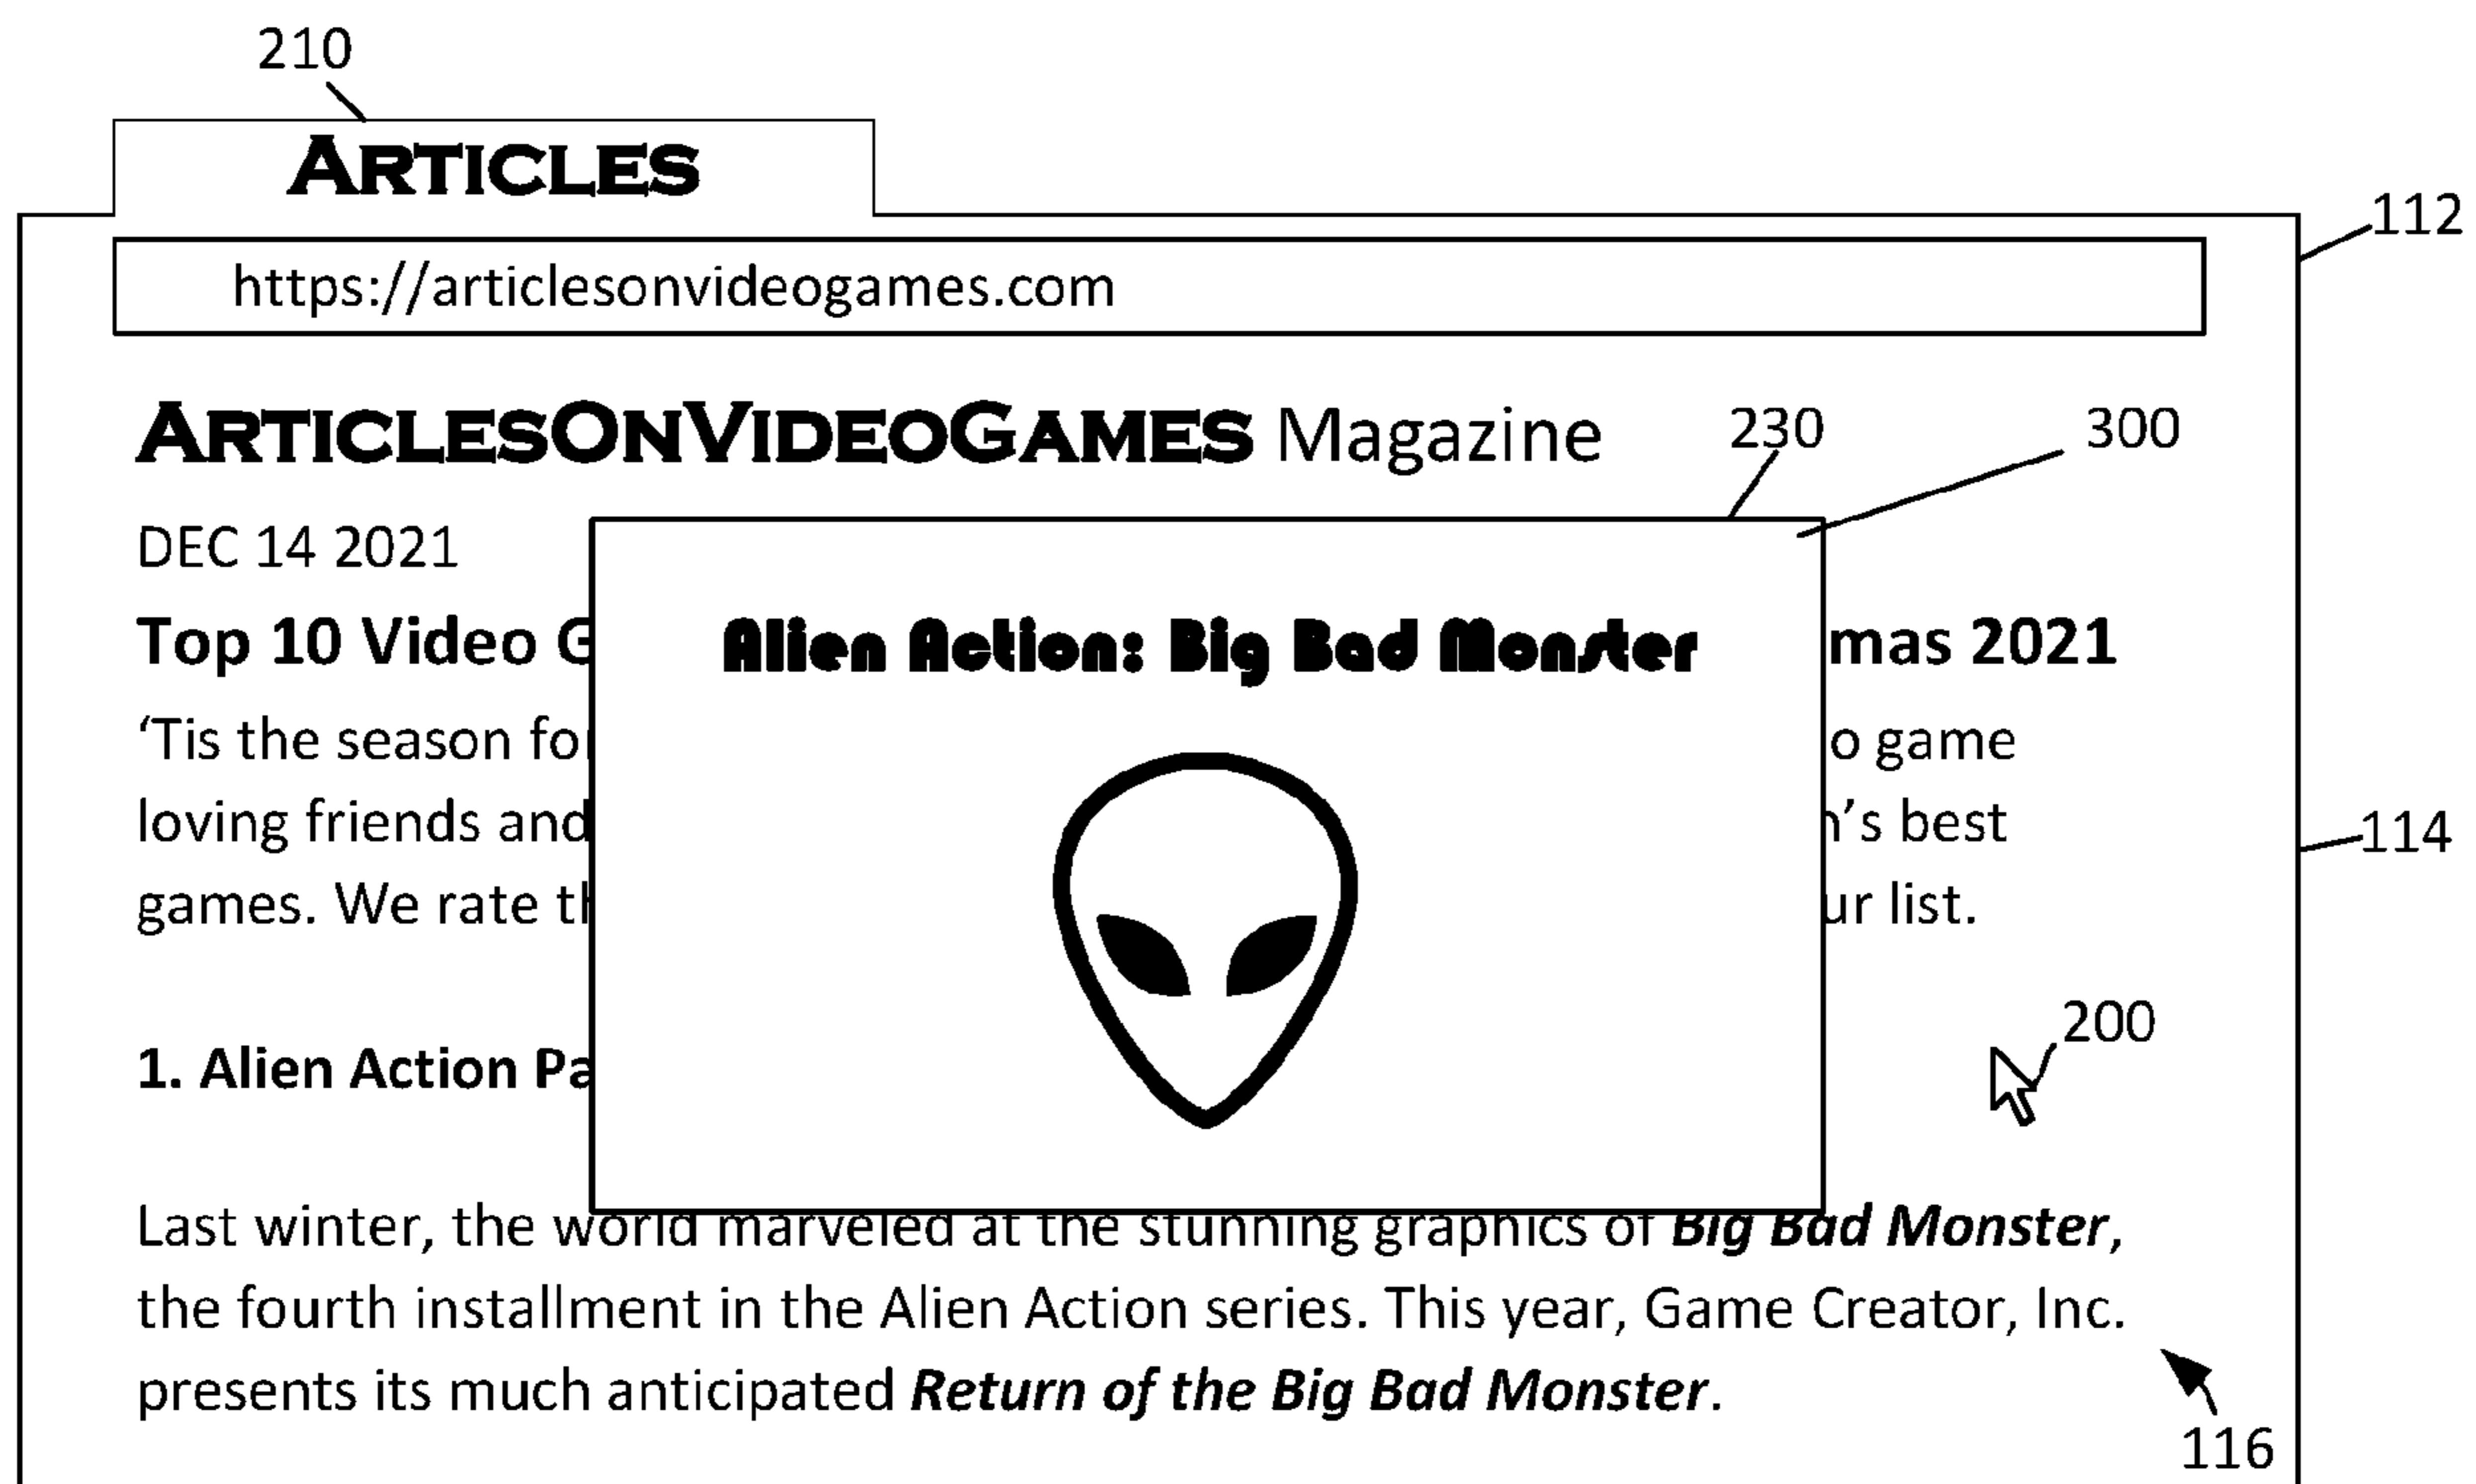 210
ARTICLES
112
https://articlesonvideogames.com
ARTICLESONVIDEOGAMES Magazine
230
300
DEC 14 2021
Top 10 Video mas 2021
Alien Action: Big Bad Monster
‘Tis the season game
loving friends and ’s best
114
games. We rate list.
200
1. Alien Action
Last winter, the world marveled at the stunning graphics of Big Bad Monster,
the fourth installment in the Alien Action series. This year, Game Creator, Inc.
presents its much anticipated Return of the Big Bad Monster.
116